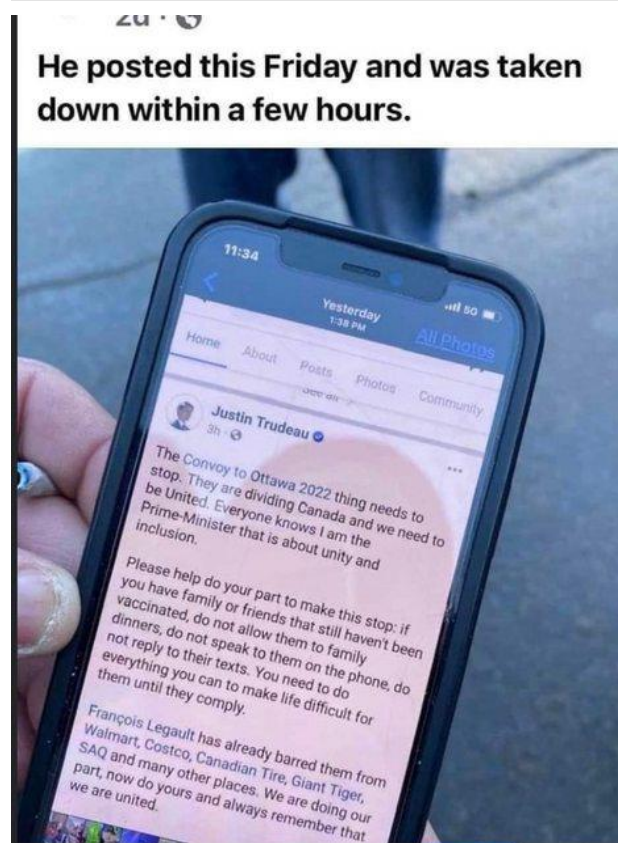 2d ·
He posted this Friday and was taken
down within a few hours.
11:34
5G
Yesterday
1:38 PM
All Photos
Home About Posts Photos Community
See all
Justin Trudeau
3h ·
The Convoy to Ottawa 2022 thing needs to
stop. They are dividing Canada and we need to
be United. Everyone knows I am the
Prime-Minister that is about unity and
inclusion.
Please help do your part to make this stop: if
you have family or friends that still haven't been
vaccinated, do not allow them to family
dinners, do not speak to them on the phone, do
not reply to their texts. You need to do
everything you can to make life difficult for
them until they comply.
François Legault has already barred them from
Walmart, Costco, Canadian Tire, Giant Tiger,
SAQ and many other places. We are doing our
part, now do yours and always remember that
we are united.